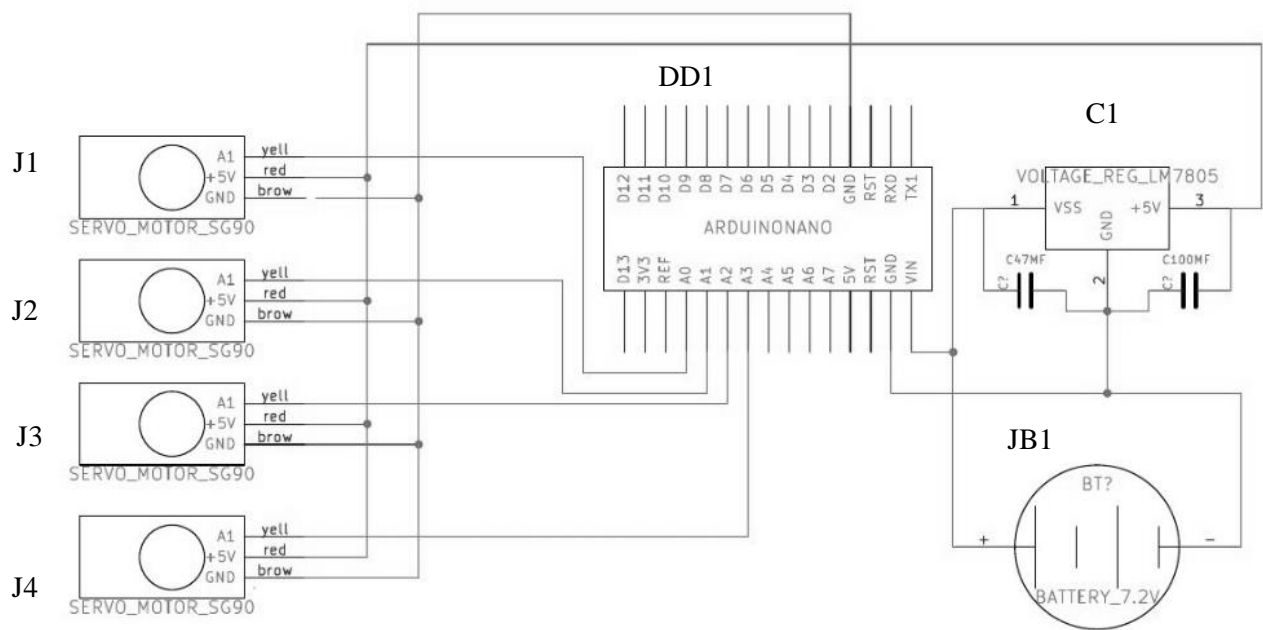 DD1
C1
J1
A1 yell
+5V red
GND brow
SERVO_MOTOR_SG90
J2
A1 yell
+5V red
GND brow
SERVO_MOTOR_SG90
J3
A1 yell
+5V red
GND brow
SERVO_MOTOR_SG90
J4
A1 yell
+5V red
GND brow
SERVO_MOTOR_SG90
D12 D11 D10 D9 D8 D7 D6 D5 D4 D3 D2 GND RST RXD TX1
ARDUINONANO
D13 3V3 REF A0 A1 A2 A3 A4 A5 A6 A7 5V RST GND VIN
VOLTAGE_REG_LM7805
1 VSS GND +5V 3
2
C47MF
C?
C100MF
C?
JB1
BT?
+ -
BATTERY_7.2V